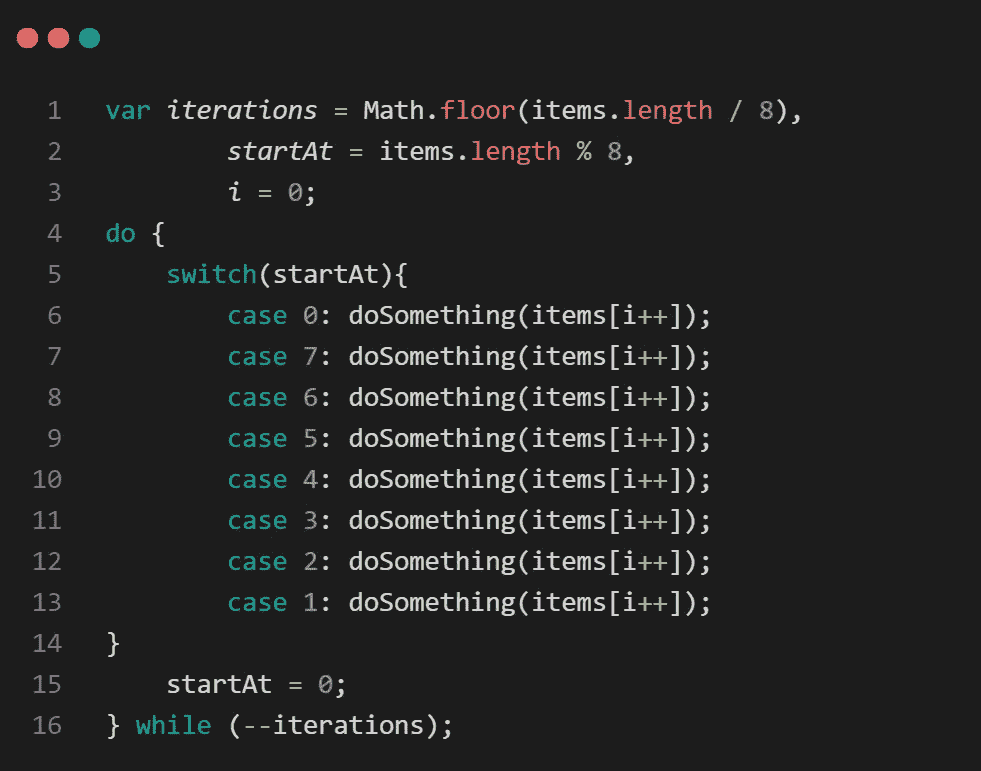 1 var iterations = Math.floor(items.length / 8),
2 startAt = items.length % 8,
3 i = 0;
4 do {
5 switch(startAt){
6 case 0: doSomething(items[i++]);
7 case 7: doSomething(items[i++]);
8 case 6: doSomething(items[i++]);
9 case 5: doSomething(items[i++]);
10 case 4: doSomething(items[i++]);
11 case 3: doSomething(items[i++]);
12 case 2: doSomething(items[i++]);
13 case 1: doSomething(items[i++]);
14 }
15 startAt = 0;
16 } while (--iterations);